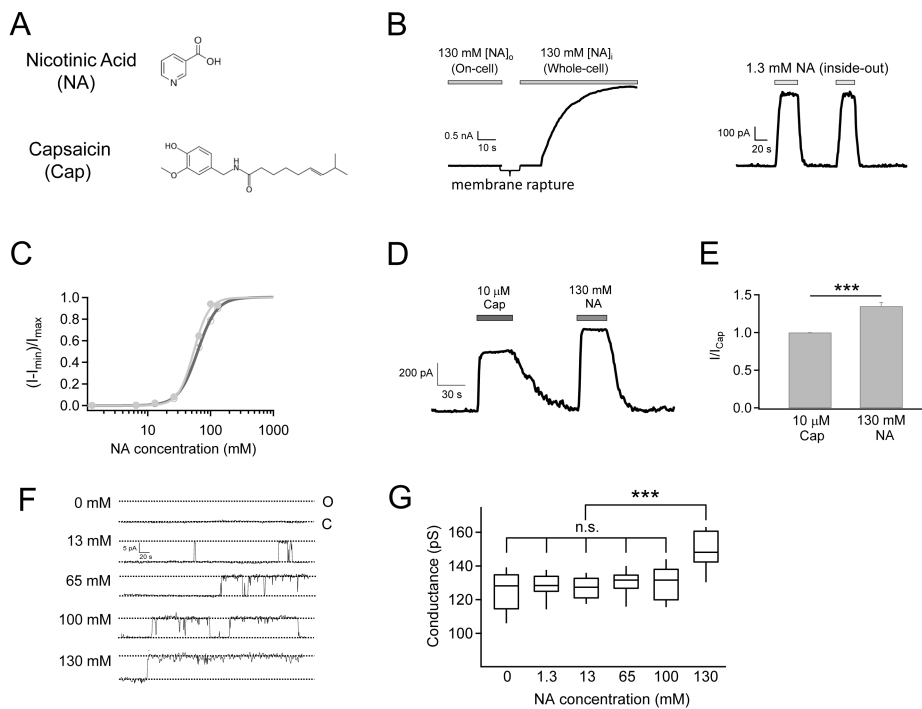 A
Nicotinic Acid
(NA)
O
OH
N
Capsaicin
(Cap)
HO
O
H
N
O
B
130 mM [NA]o 130 mM [NA]i
(On-cell) (Whole-cell)
0.5 nA
10 s
membrane rapture
1.3 mM NA (inside-out)
100 pA
20 s
C
(I-Imin)/Imax
1.0
0.8
0.6
0.4
0.2
0.0
10 100 1000
NA concentration (mM)
D
10 μM
Cap
130 mM
NA
200 pA
30 s
E
***
I/ICap
1.5
1.0
0.5
0.0
10 μM
Cap
130 mM
NA
F
0 mM
O
C
13 mM
5 pA
20 s
65 mM
100 mM
130 mM
G
***
n.s.
Conductance (pS)
160
140
120
100
0 1.3 13 65 100 130
NA concentration (mM)